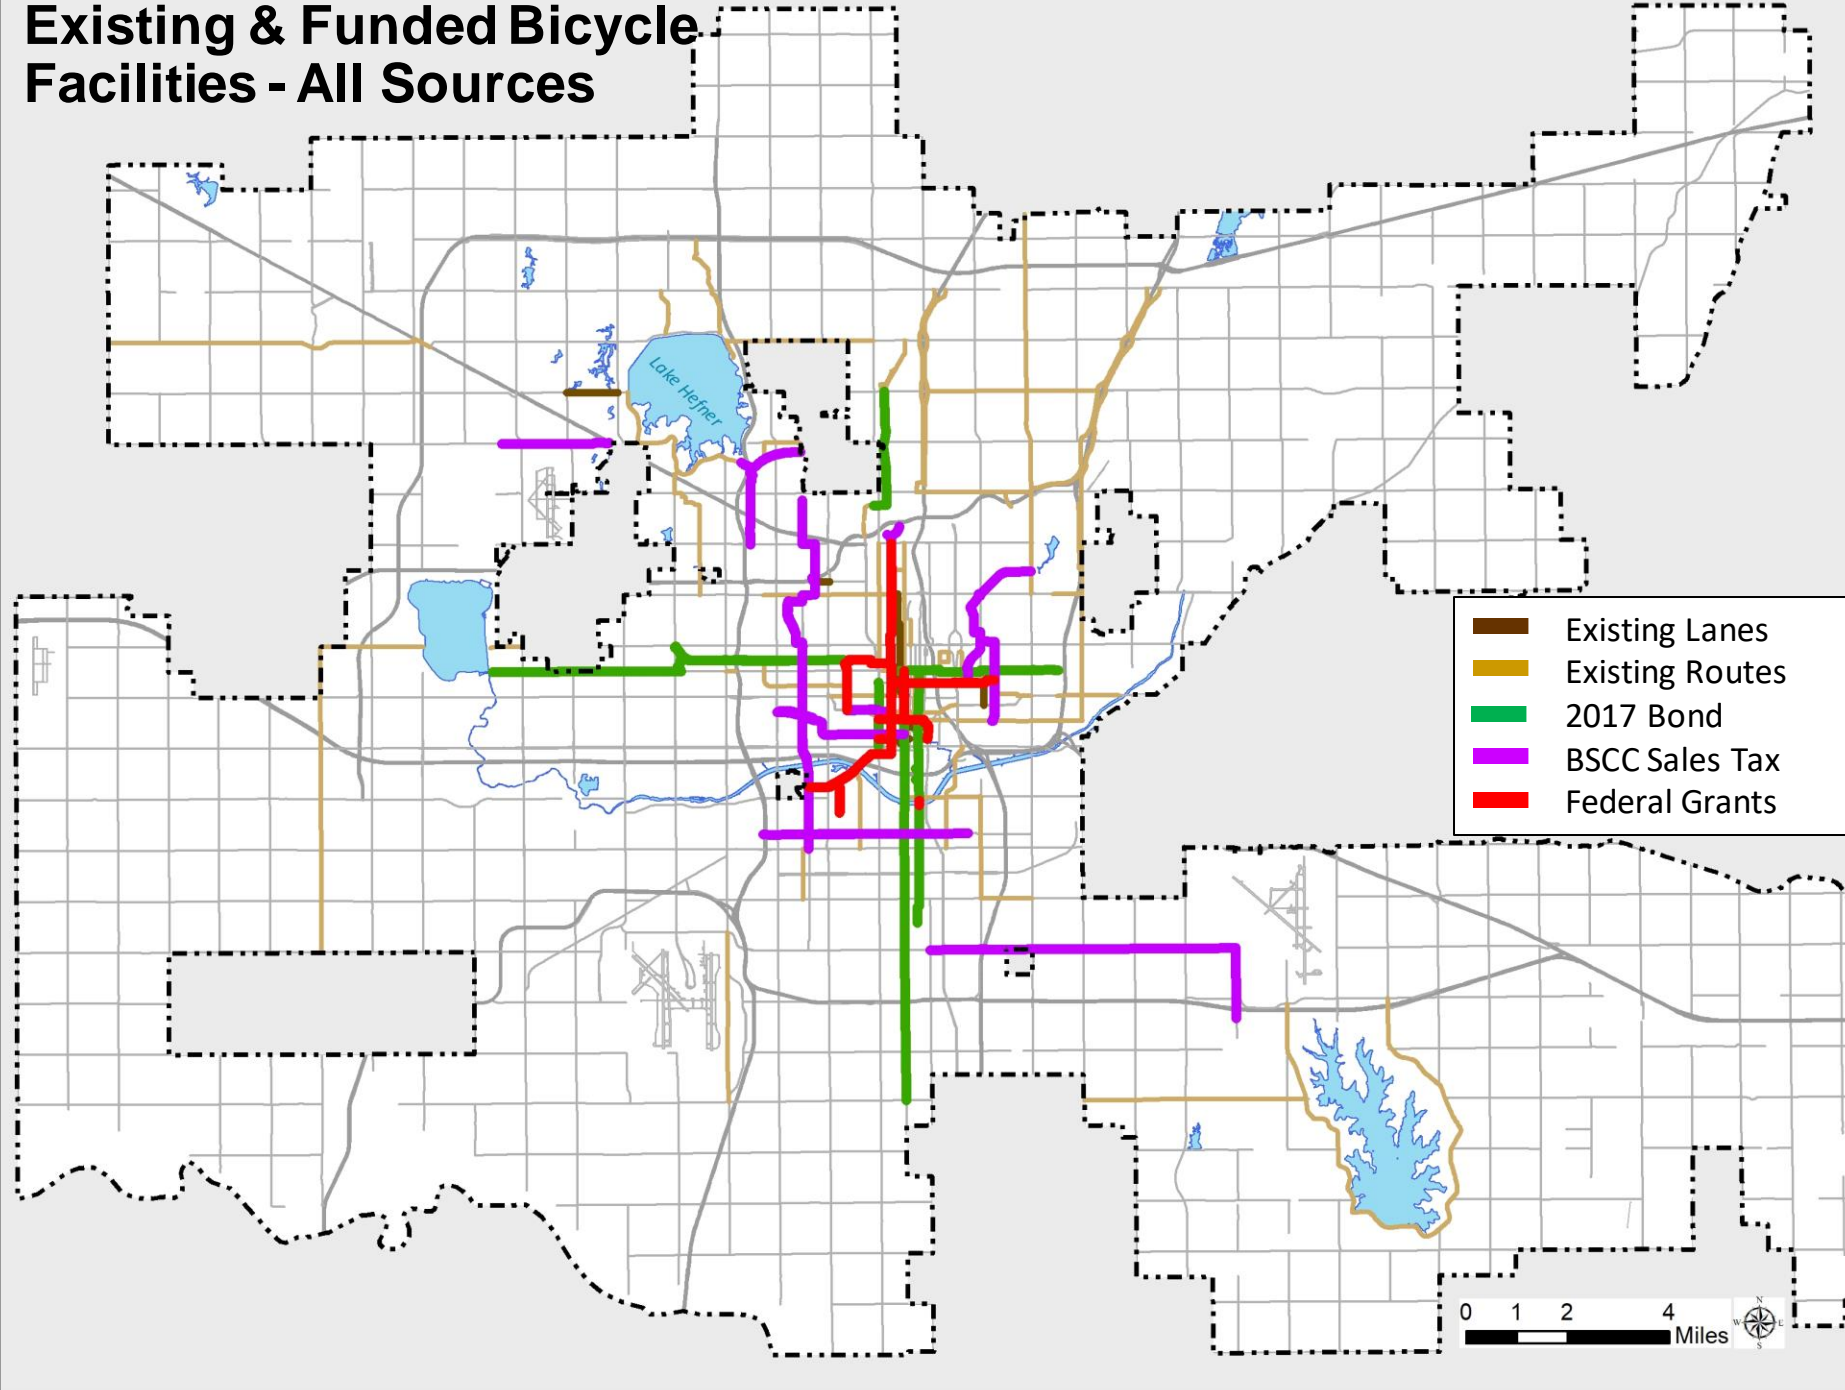 Existing & Funded Bicycle
Facilities - All Sources
Lake Hefner
Existing Lanes
Existing Routes
2017 Bond
BSCC Sales Tax
Federal Grants
0 1 2 4
Miles
N
W E
S